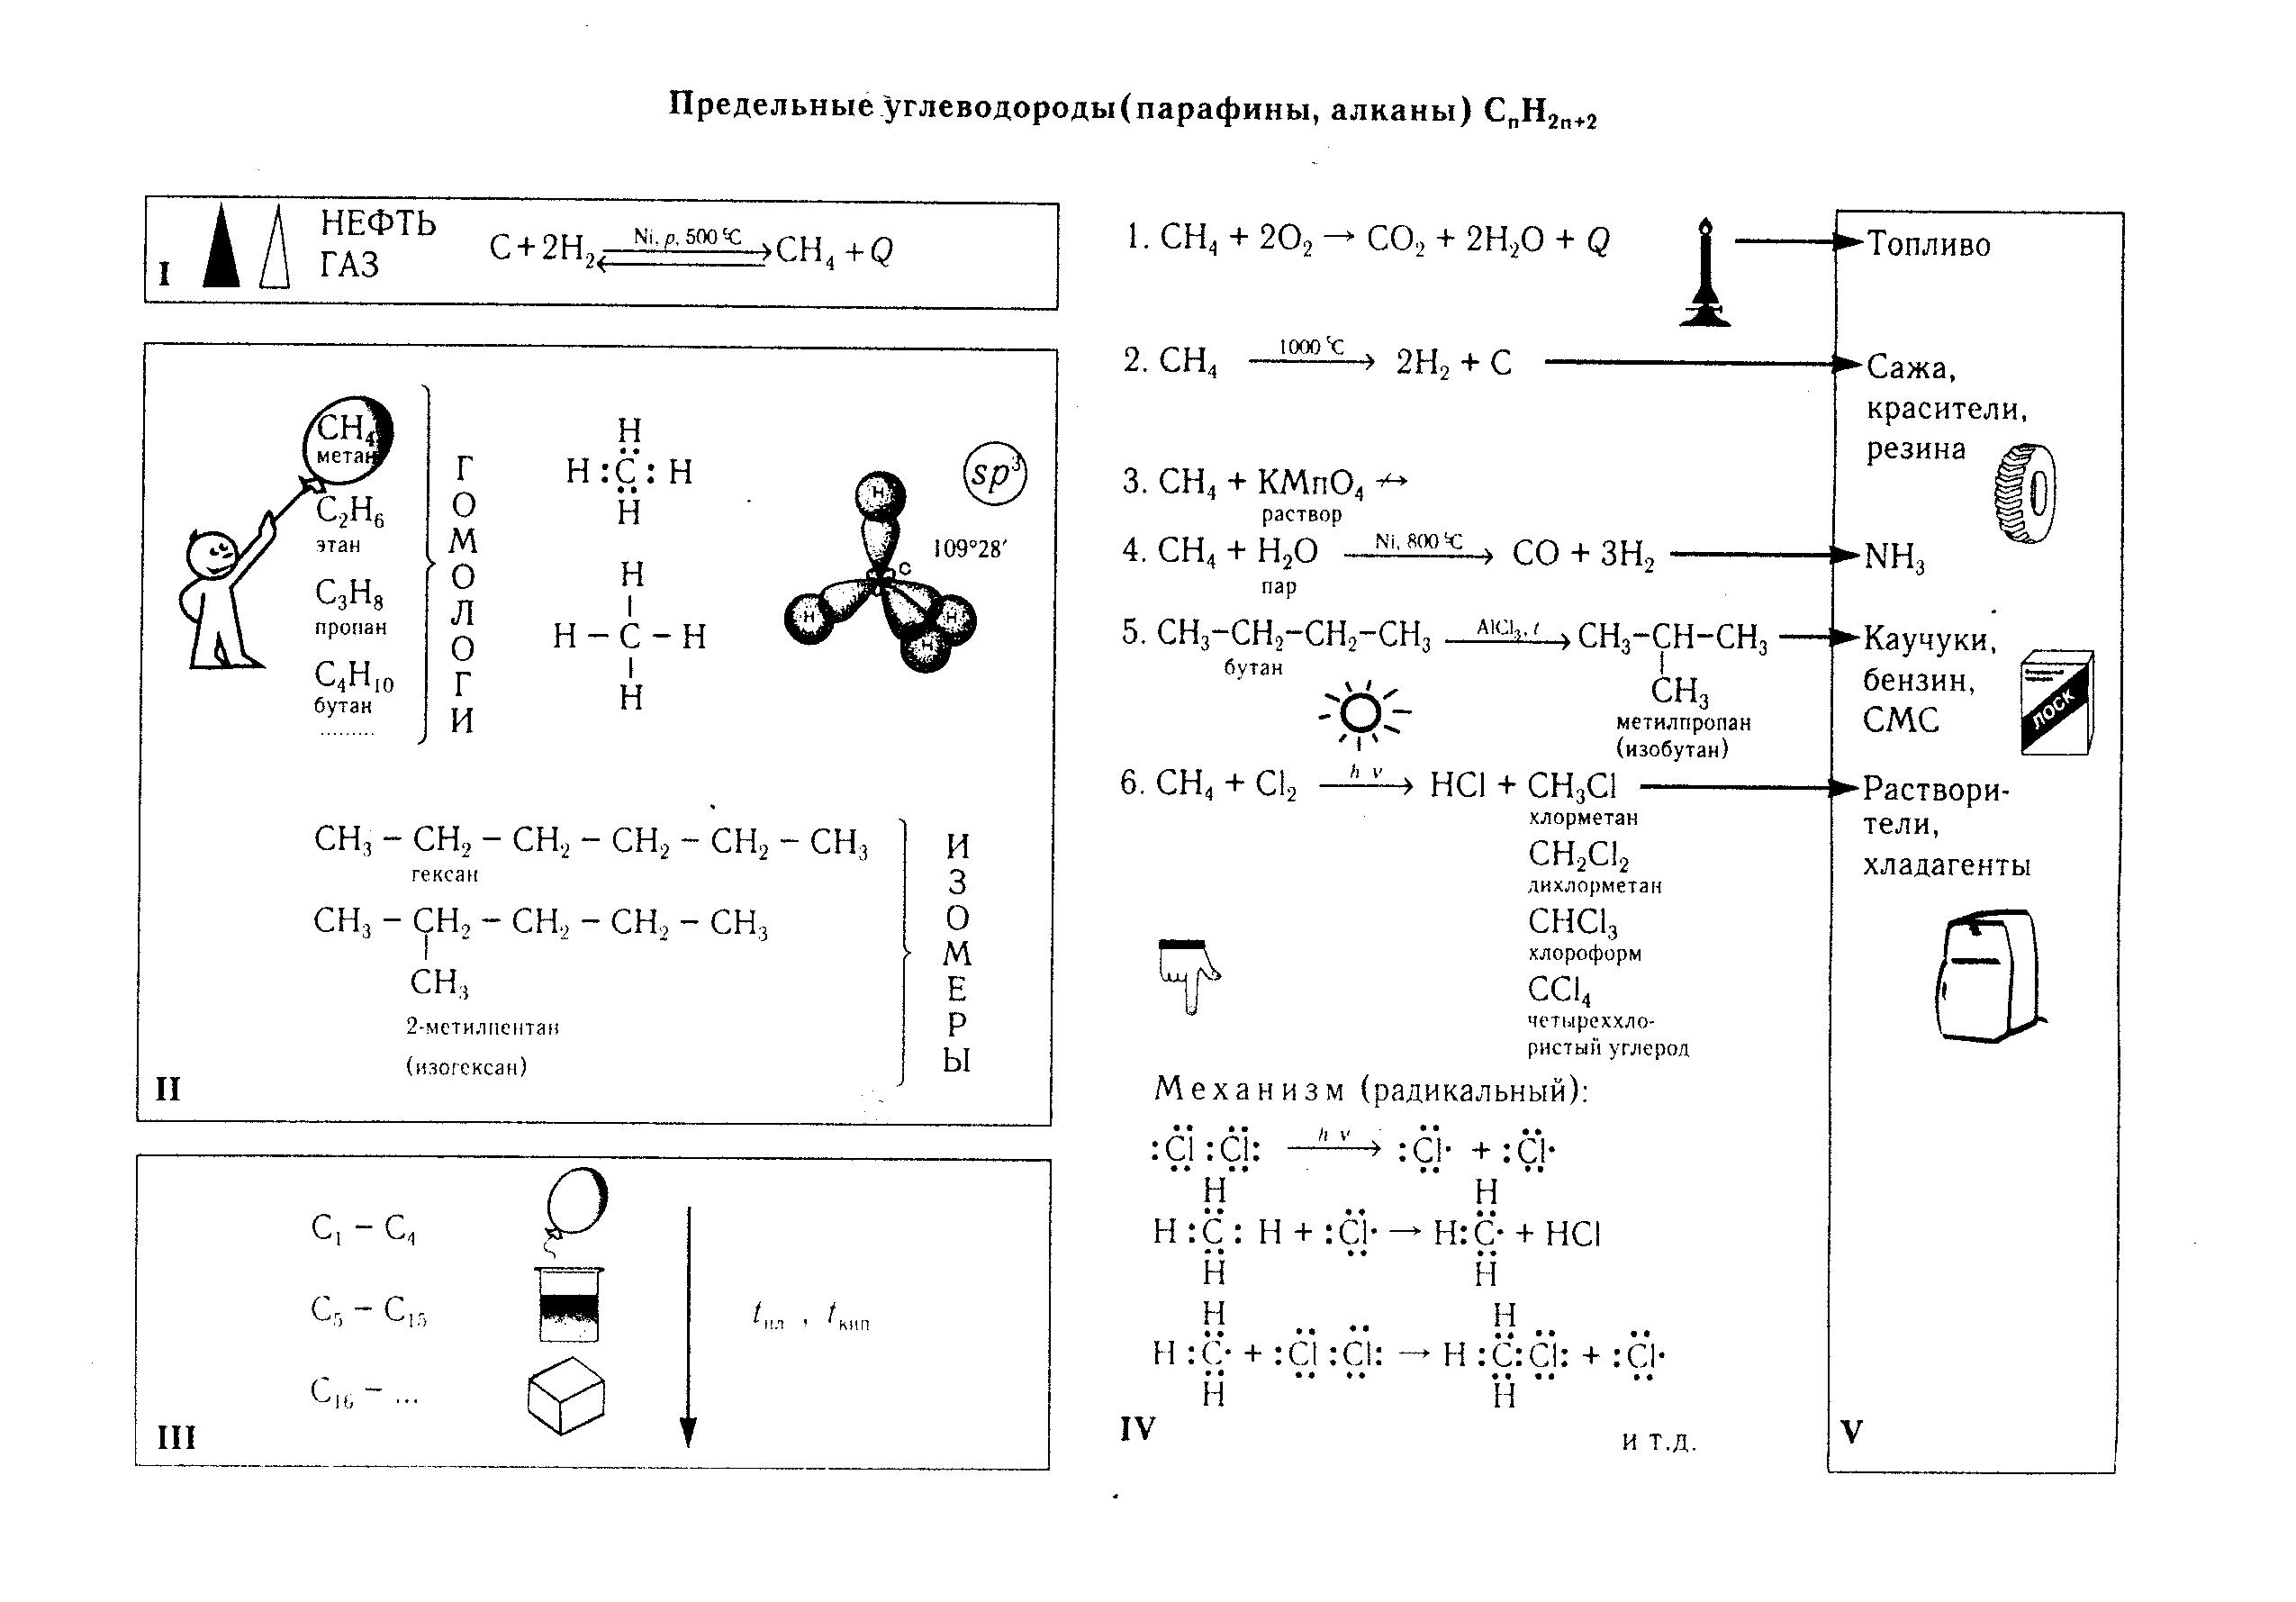 Предельные углеводороды (парафины, алканы) CₙH₂ₙ₊₂
I
НЕФТЬ
ГАЗ
C + 2H₂ ⇄ CH₄ + Q
Ni, p, 500 °C
CH₄
метан
C₂H₆
этан
C₃H₈
пропан
C₄H₁₀
бутан
.........
ГОМОЛОГИ
H
H : C : H
H
H
H – C – H
H
sp³
109°28′
H
C
H
H
H
CH₃ – CH₂ – CH₂ – CH₂ – CH₂ – CH₃
гексан
CH₃ – CH₂ – CH₂ – CH₂ – CH₃
CH₃
2-метилпентан
(изогексан)
ИЗОМЕРЫ
II
C₁ – C₄
C₅ – C₁₅
C₁₆ – ...
tпл , tкип
III
1. CH₄ + 2O₂ → CO₂ + 2H₂O + Q
2. CH₄ → 2H₂ + C
1000 °C
3. CH₄ + KMnO₄ ↛
раствор
4. CH₄ + H₂O → CO + 3H₂
Ni, 800 °C
пар
5. CH₃–CH₂–CH₂–CH₃ → CH₃–CH–CH₃
AlCl₃, t
бутан
CH₃
метилпропан
(изобутан)
6. CH₄ + Cl₂ → HCl + CH₃Cl
h ν
хлорметан
CH₂Cl₂
дихлорметан
CHCl₃
хлороформ
CCl₄
четыреххло-
ристый углерод
Механизм (радикальный):
:Cl :Cl: → :Cl· + :Cl·
h ν
H H
H : C : H + :Cl· → H : C· + HCl
H H
H H
H : C· + :Cl :Cl: → H : C : Cl: + :Cl·
H H
IV
и т.д.
Топливо
Сажа,
красители,
резина
NH₃
Каучуки,
бензин,
СМС
ЛОСК
Раствори-
тели,
хладагенты
V